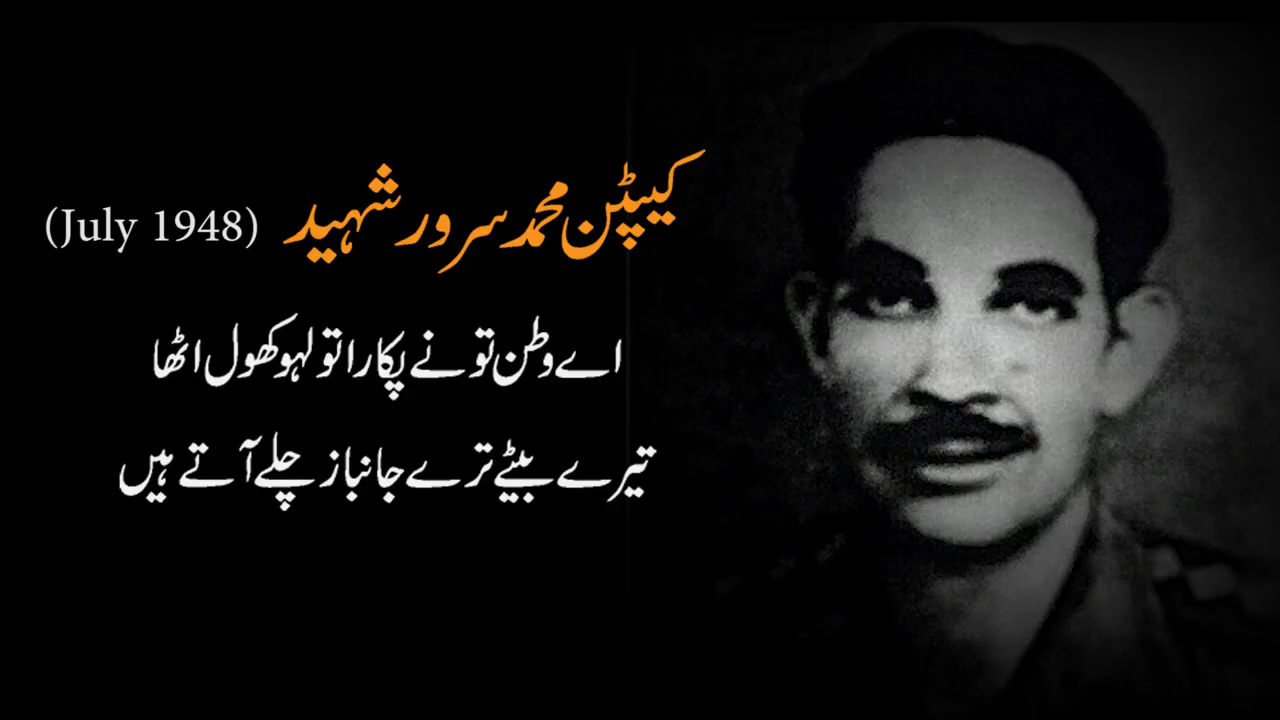 کیپٹن محمد سرور شہید (July 1948)
اے وطن تو نے پکارا تو لہو کھول اٹھا
تیرے بیٹے ترے جانباز چلے آتے ہیں